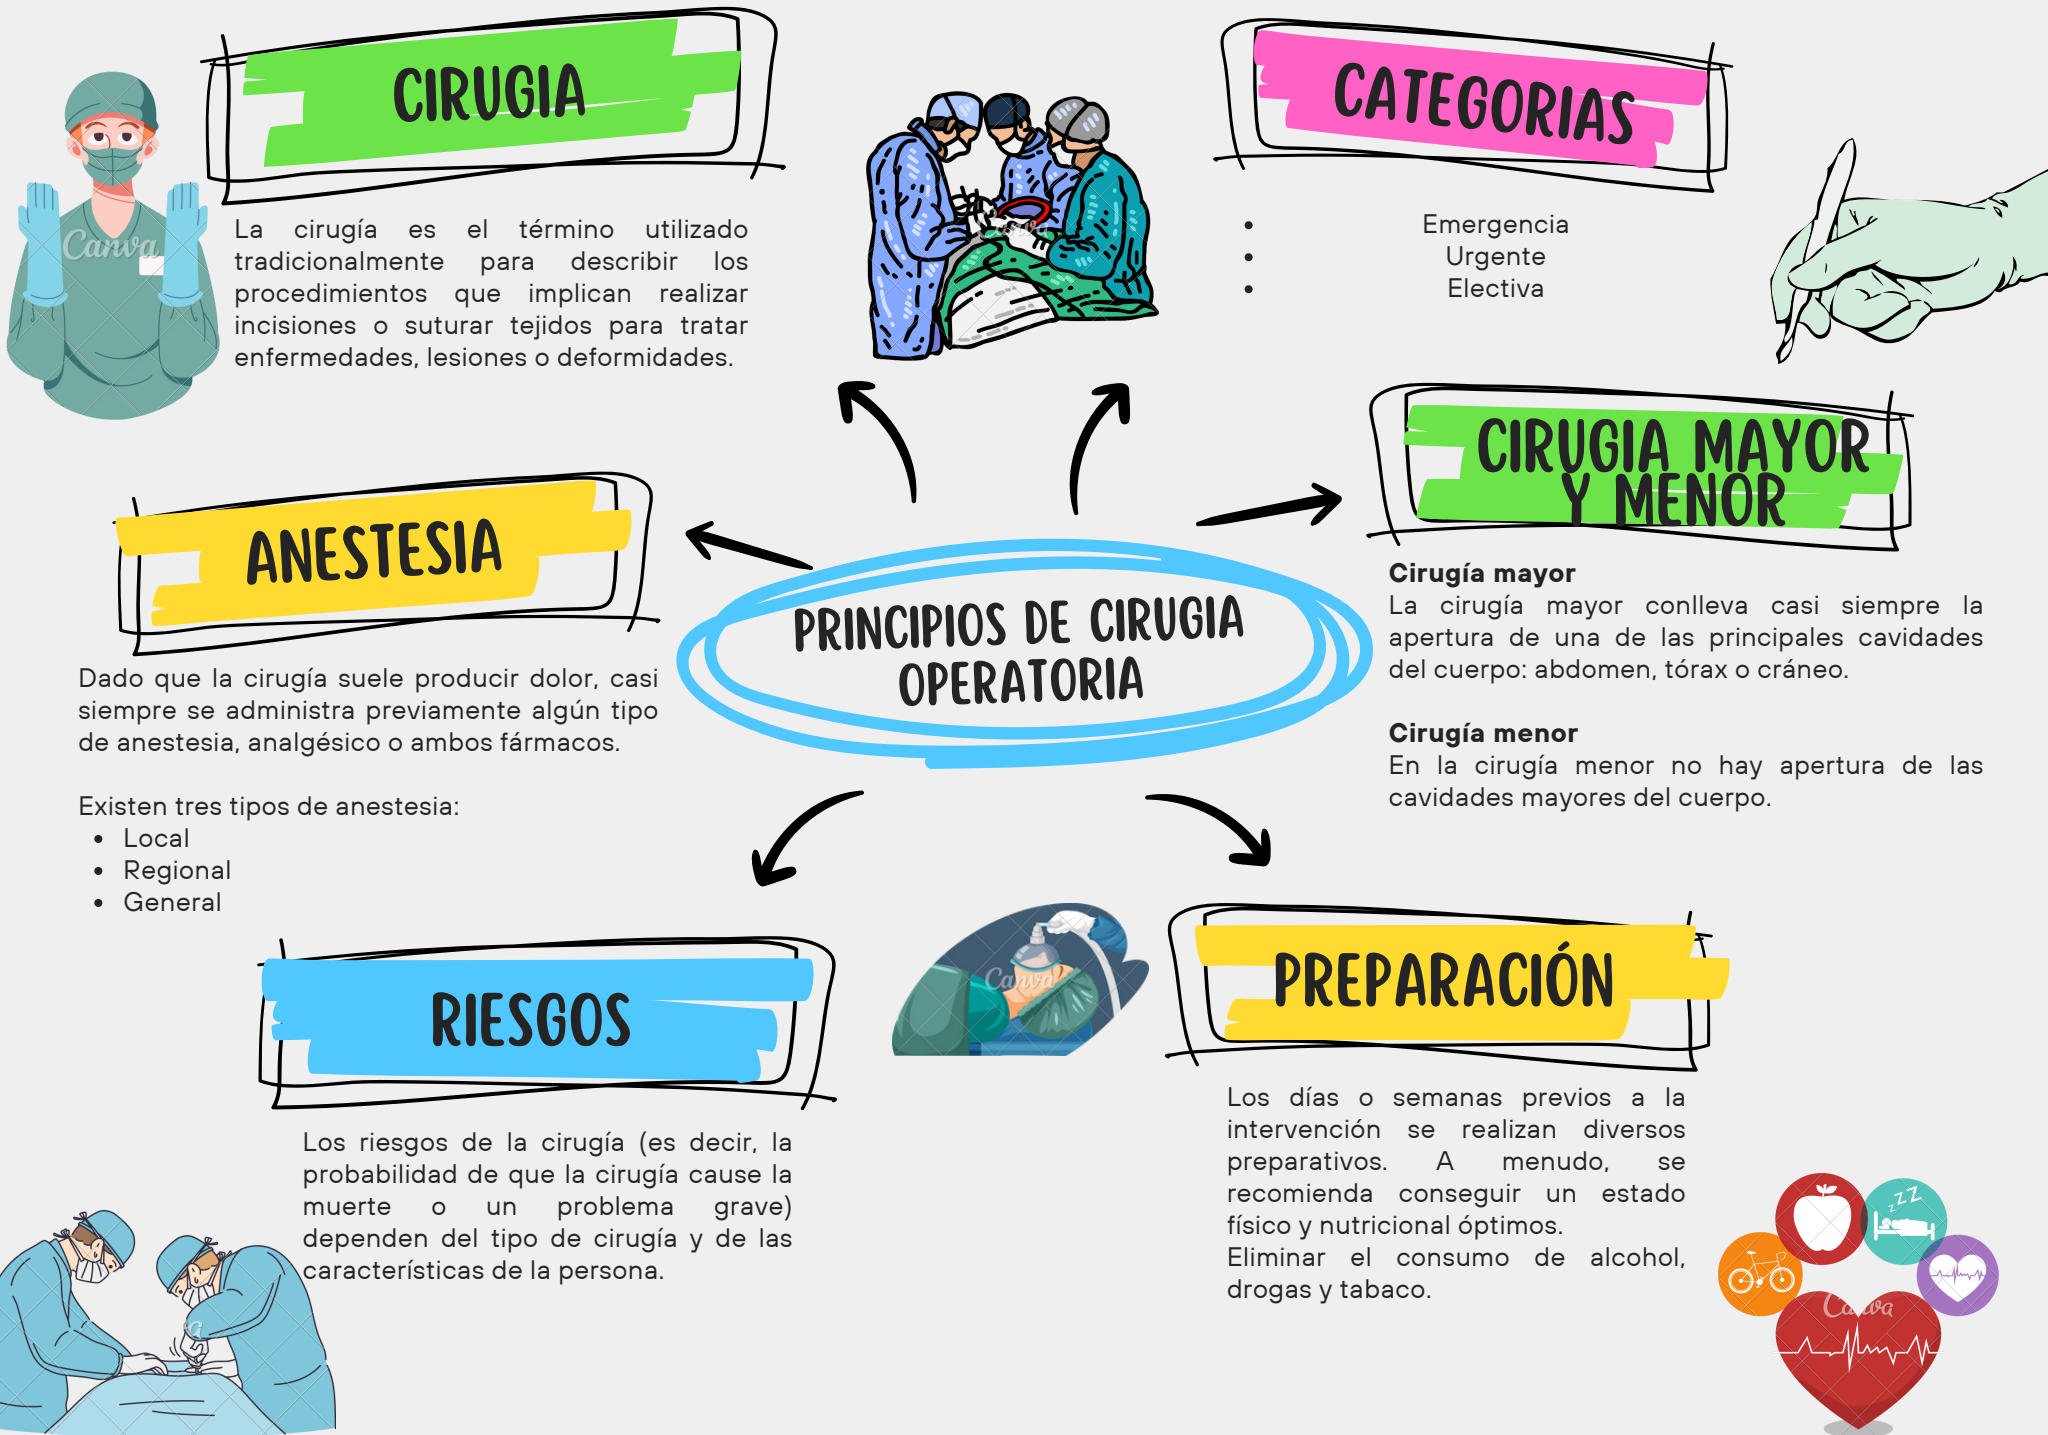 CIRUGIA
La cirugía es el término utilizado
tradicionalmente para describir los
procedimientos que implican realizar
incisiones o suturar tejidos para tratar
enfermedades, lesiones o deformidades.
CATEGORIAS
• Emergencia
• Urgente
• Electiva
ANESTESIA
Dado que la cirugía suele producir dolor, casi
siempre se administra previamente algún tipo
de anestesia, analgésico o ambos fármacos.
Existen tres tipos de anestesia:
• Local
• Regional
• General
PRINCIPIOS DE CIRUGIA
OPERATORIA
CIRUGIA MAYOR
Y MENOR
Cirugía mayor
La cirugía mayor conlleva casi siempre la
apertura de una de las principales cavidades
del cuerpo: abdomen, tórax o cráneo.
Cirugía menor
En la cirugía menor no hay apertura de las
cavidades mayores del cuerpo.
RIESGOS
Los riesgos de la cirugía (es decir, la
probabilidad de que la cirugía cause la
muerte o un problema grave)
dependen del tipo de cirugía y de las
características de la persona.
PREPARACIÓN
Los días o semanas previos a la
intervención se realizan diversos
preparativos. A menudo, se
recomienda conseguir un estado
físico y nutricional óptimos.
Eliminar el consumo de alcohol,
drogas y tabaco.
Canva
Canva
Canva
Canva
zzZ